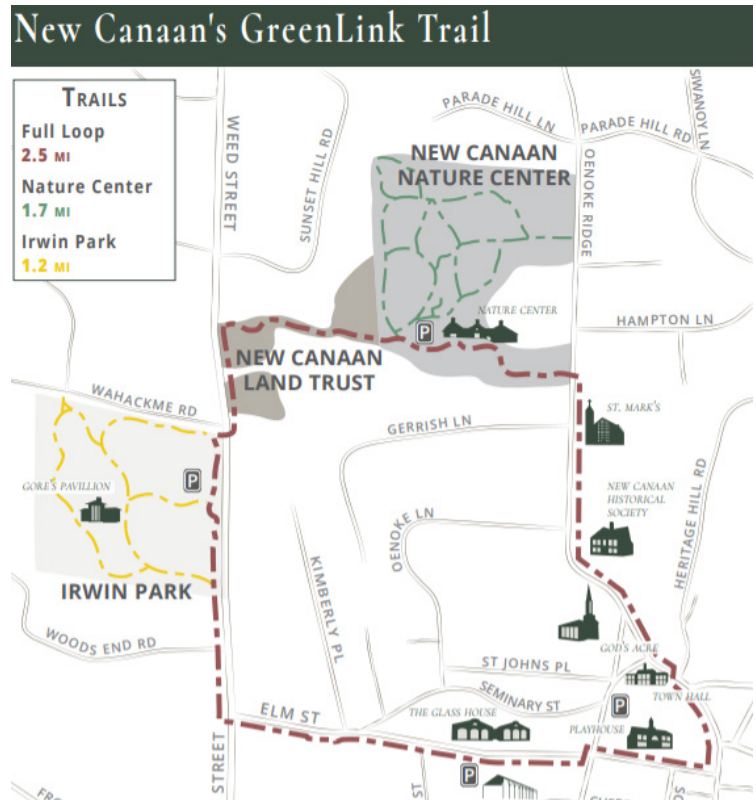 New Canaan's GreenLink Trail
TRAILS
Full Loop
2.5 MI
Nature Center
1.7 MI
Irwin Park
1.2 MI
WEED STREET
SUNSET HILL RD
PARADE HILL LN
PARADE HILL RD
SIWANOY LN
NEW CANAAN
NATURE CENTER
OENOKE RIDGE
NATURE CENTER
P
HAMPTON LN
NEW CANAAN
LAND TRUST
WAHACKME RD
GERRISH LN
ST. MARK'S
GORE'S PAVILLION
P
NEW CANAAN
HISTORICAL
SOCIETY
HERITAGE HILL RD
OENOKE LN
KIMBERLY PL
IRWIN PARK
WOODS END RD
GOD'S ACRE
ST JOHNS PL
SEMINARY ST
TOWN HALL
P
ELM ST
THE GLASS HOUSE
PLAYHOUSE
STREET
P
ST